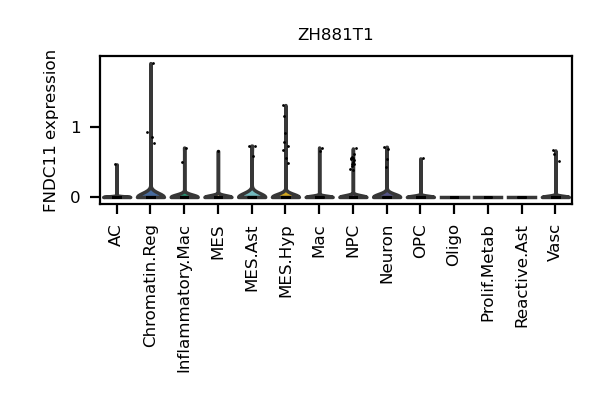 ZH881T1
FNDC11 expression
1
0
AC
Chromatin.Reg
Inflammatory.Mac
MES
MES.Ast
MES.Hyp
Mac
NPC
Neuron
OPC
Oligo
Prolif.Metab
Reactive.Ast
Vasc